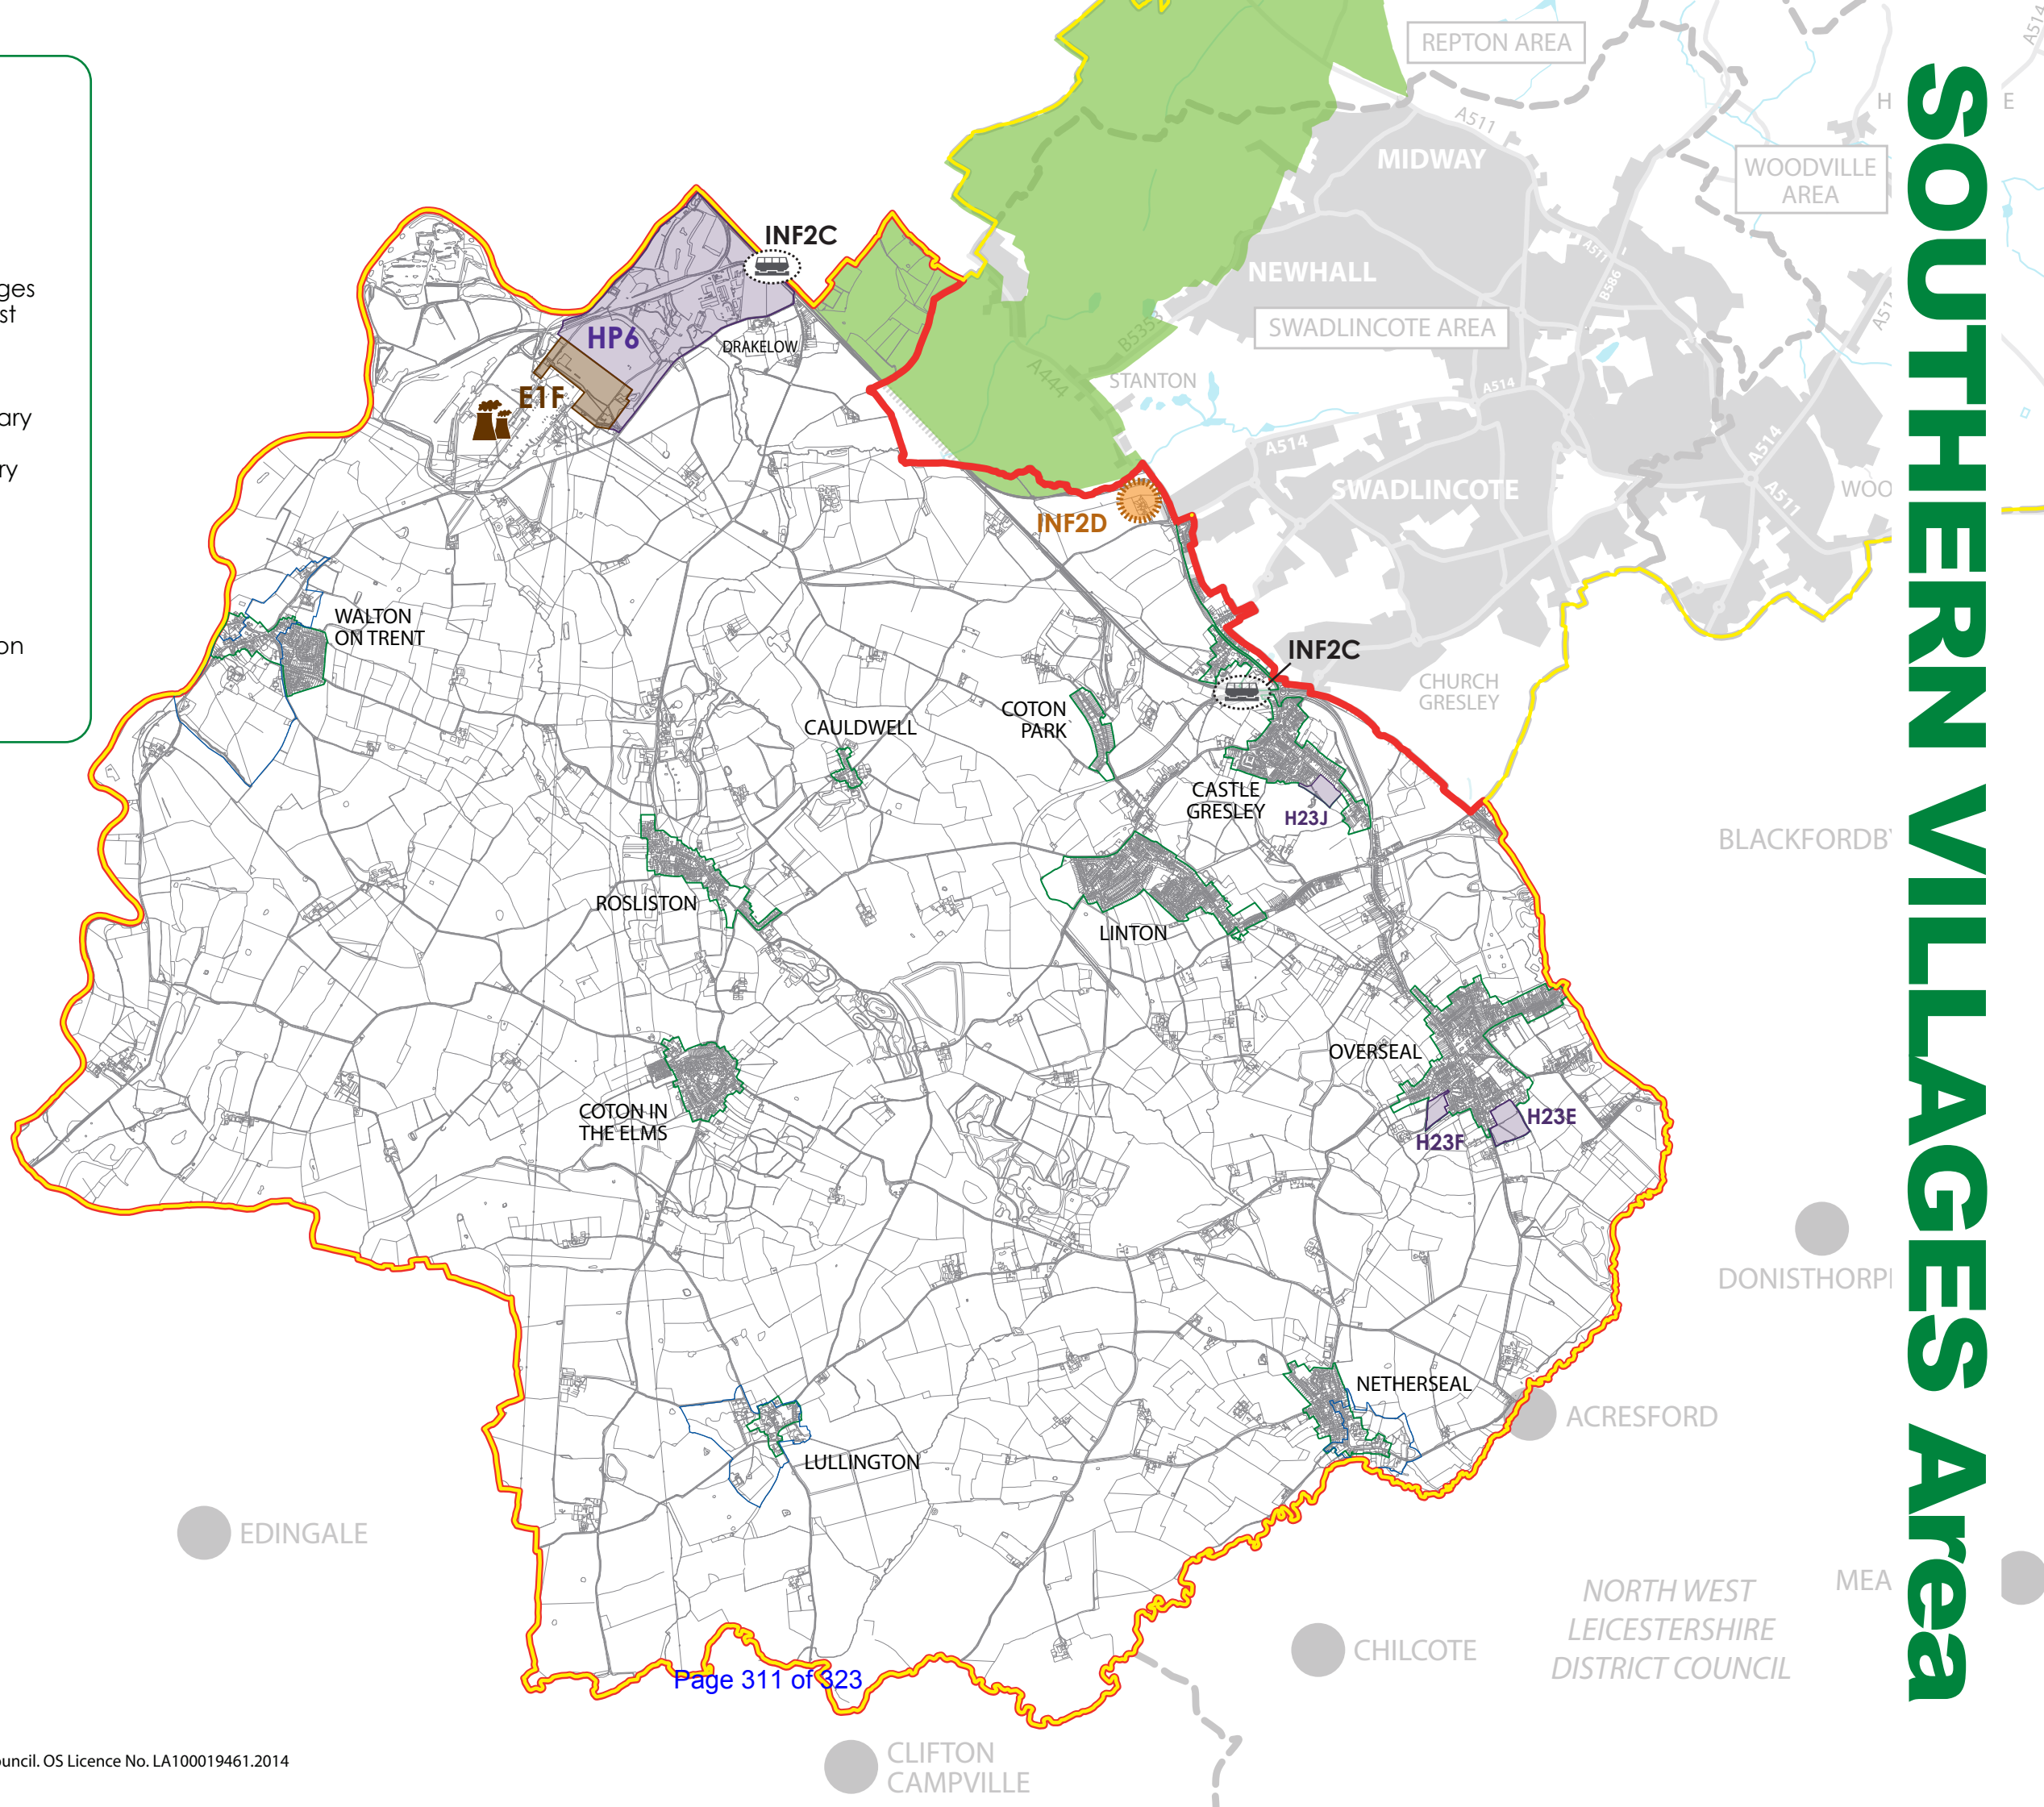 SOUTHERN VILLAGES Area
REPTON AREA
A511
MIDWAY
WOODVILLE
AREA
A514
INF2C
NEWHALL
A511
B586
SWADLINCOTE AREA
HP6
DRAKELOW
B5353
A444
STANTON
A514
E1F
A514
SWADLINCOTE
A514
A511
WOO
INF2D
WALTON
ON TRENT
INF2C
CHURCH
GRESLEY
COTON
PARK
CAULDWELL
CASTLE
GRESLEY
H23J
BLACKFORDB
ROSLISTON
LINTON
OVERSEAL
COTON IN
THE ELMS
H23E
H23F
DONISTHORP
NETHERSEAL
ACRESFORD
LULLINGTON
EDINGALE
NORTH WEST
LEICESTERSHIRE
DISTRICT COUNCIL
MEA
CHILCOTE
Page 311 of 323
CLIFTON
CAMPVILLE
ges
st
ary
ry
on
ouncil. OS Licence No. LA100019461.2014